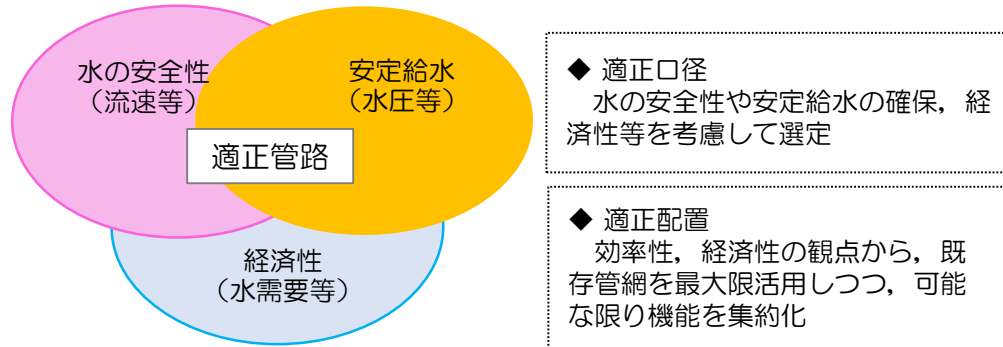 水の安全性
(流速等)
安定給水
(水圧等)
適正管路
経済性
(水需要等)
◆ 適正口径
水の安全性や安定給水の確保，経
済性等を考慮して選定
◆ 適正配置
効率性，経済性の観点から，既
存管網を最大限活用しつつ，可能
な限り機能を集約化